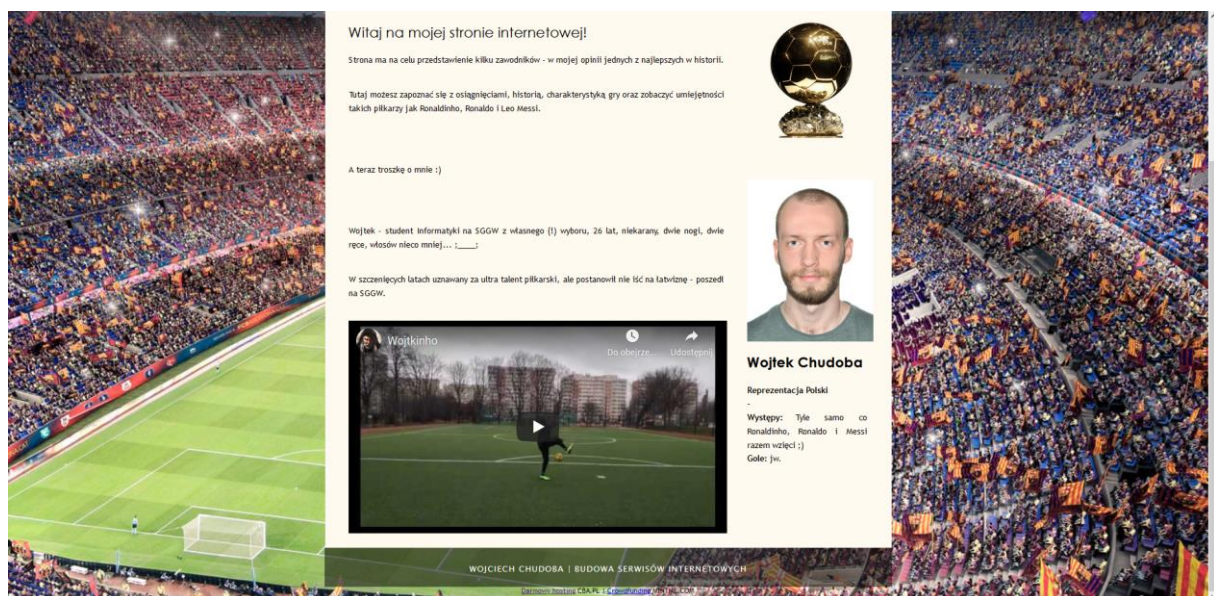 Witaj na mojej stronie internetowej!
Strona ma na celu przedstawienie kilku zawodników - w mojej opinii jednych z najlepszych w historii.
Tutaj możesz zapoznać się z osiągnięciami, historią, charakterystyką gry oraz zobaczyć umiejętności
takich piłkarzy jak Ronaldinho, Ronaldo i Leo Messi.
A teraz troszkę o mnie :)
Wojtek - student Informatyki na SGGW z własnego (!) wyboru, 26 lat, niekarany, dwie nogi, dwie
ręce, włosów nieco mniej... ;____;
W szczenięcych latach uznawany za ultra talent piłkarski, ale postanowił nie iść na łatwiznę - poszedł
na SGGW.
Wojtkinho
Do obejrze...
Udostępnij
Wojtek Chudoba
Reprezentacja Polski
-
Występy: Tyle samo co
Ronaldinho, Ronaldo i Messi
razem wzięci ;)
Gole: jw.
WOJCIECH CHUDOBA | BUDOWA SERWISÓW INTERNETOWYCH
Darmowy hosting CBA.PL | Crowdfunding